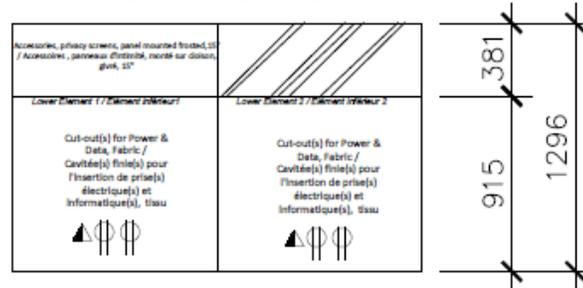 Accessories, privacy screens, panel mounted frosted,15"
/ Accessoires , panneaux d'intimité, monté sur cloison,
givré, 15"
Lower Element 1 / Élément inférieur1
Lower Element 2 / Élément inférieur 2
Cut-out(s) for Power &
Data, Fabric /
Cavitée(s) finie(s) pour
l'insertion de prise(s)
électrique(s) et
informatique(s), tissu
Cut-out(s) for Power &
Data, Fabric /
Cavitée(s) finie(s) pour
l'insertion de prise(s)
électrique(s) et
informatique(s), tissu
381
915
1296